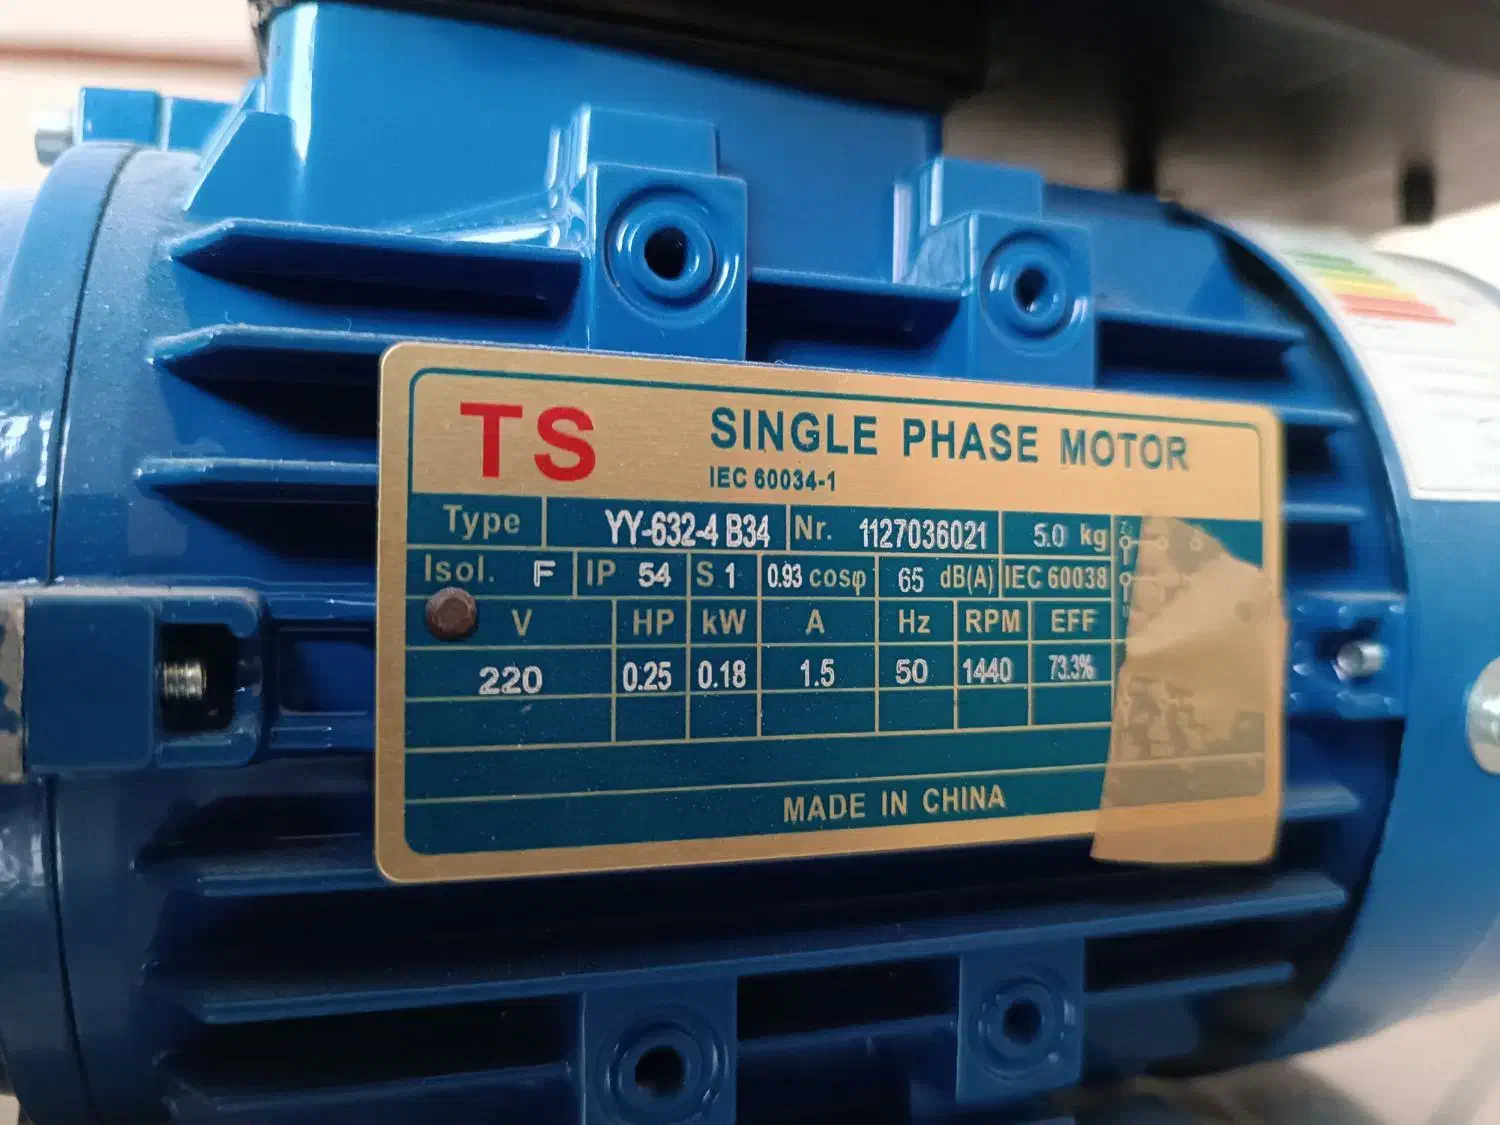 TS
SINGLE PHASE MOTOR
IEC 60034-1
Type YY-632-4 B34 Nr. 1127036021 5.0 kg
Isol. F IP 54 S 1 0.93 cosφ 65 dB(A) IEC 60038
V HP kW A Hz RPM EFF
220 0.25 0.18 1.5 50 1440 73.3%
MADE IN CHINA